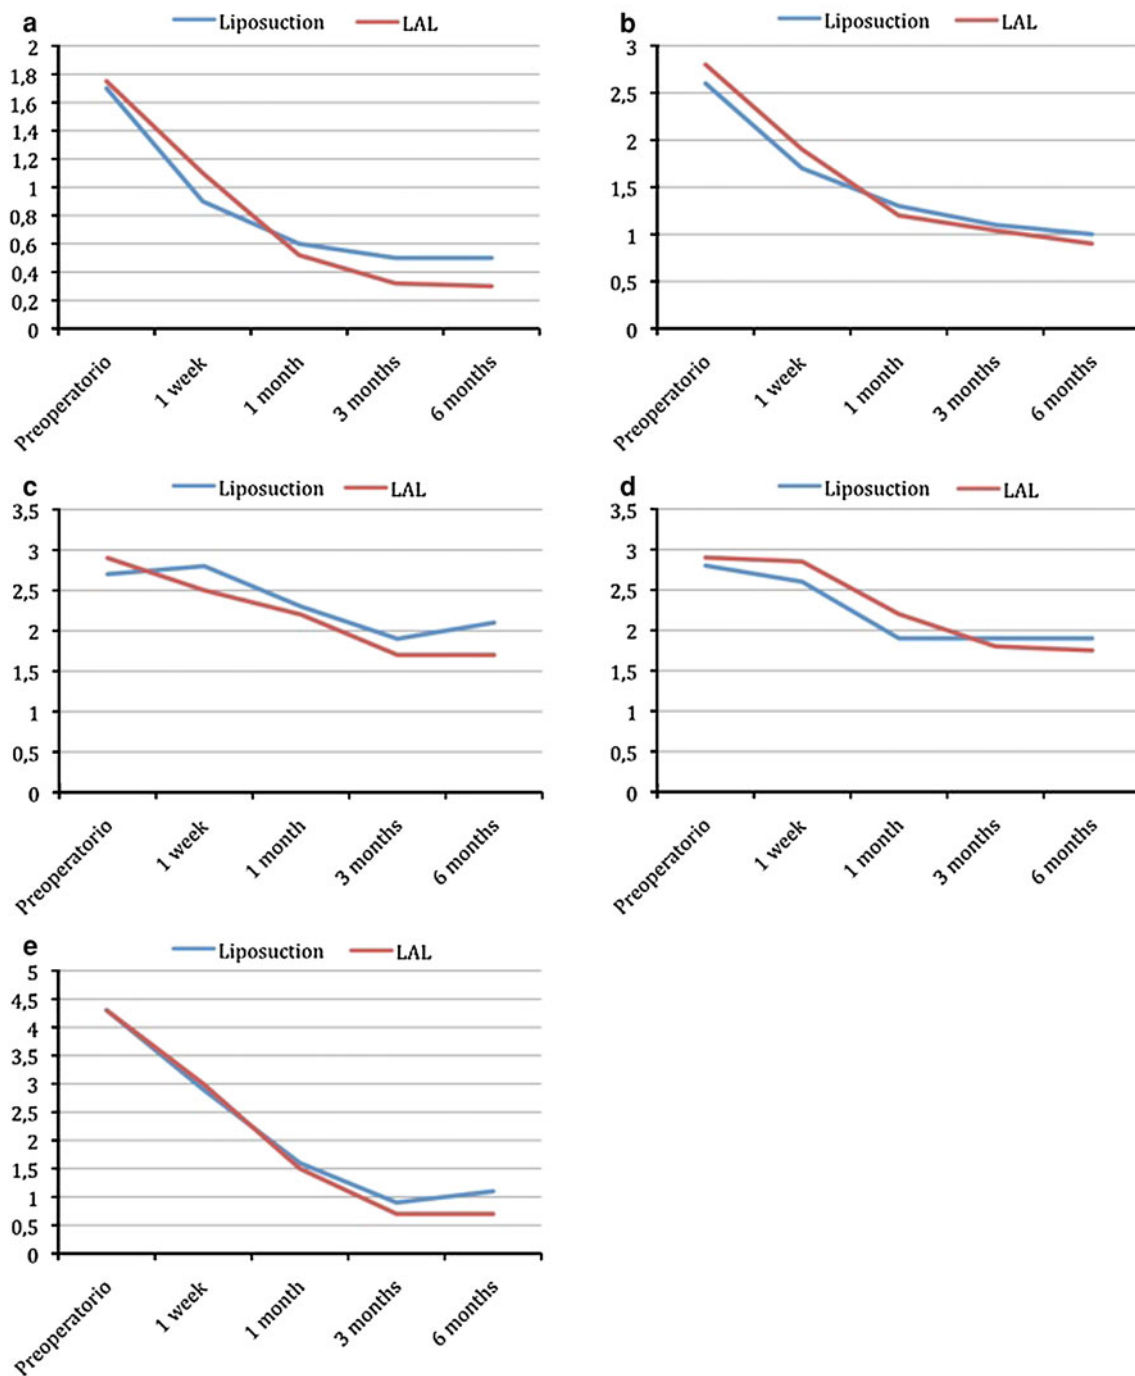 a
Liposuction LAL
2
1,8
1,6
1,4
1,2
1
0,8
0,6
0,4
0,2
0
Preoperatorio
1 week
1 month
3 months
6 months
b
Liposuction LAL
3
2,5
2
1,5
1
0,5
0
Preoperatorio
1 week
1 month
3 months
6 months
c
Liposuction LAL
3,5
3
2,5
2
1,5
1
0,5
0
Preoperatorio
1 week
1 month
3 months
6 months
d
Liposuction LAL
3,5
3
2,5
2
1,5
1
0,5
0
Preoperatorio
1 week
1 month
3 months
6 months
e
Liposuction LAL
5
4,5
4
3,5
3
2,5
2
1,5
1
0,5
0
Preoperatorio
1 week
1 month
3 months
6 months